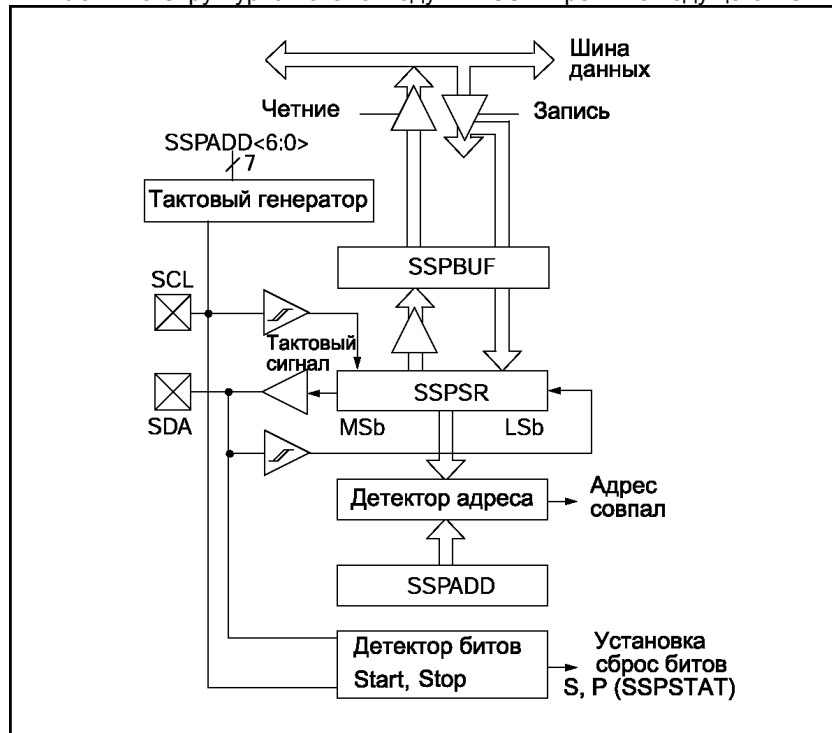 Шина
данных
Четние
Запись
SSPADD<6:0>
7
Тактовый генератор
SSPBUF
SCL
Тактовый
сигнал
SSPSR
SDA
MSb
LSb
Детектор адреса
Адрес
совпал
SSPADD
Детектор битов
Start, Stop
Установка
сброс битов
S, P (SSPSTAT)